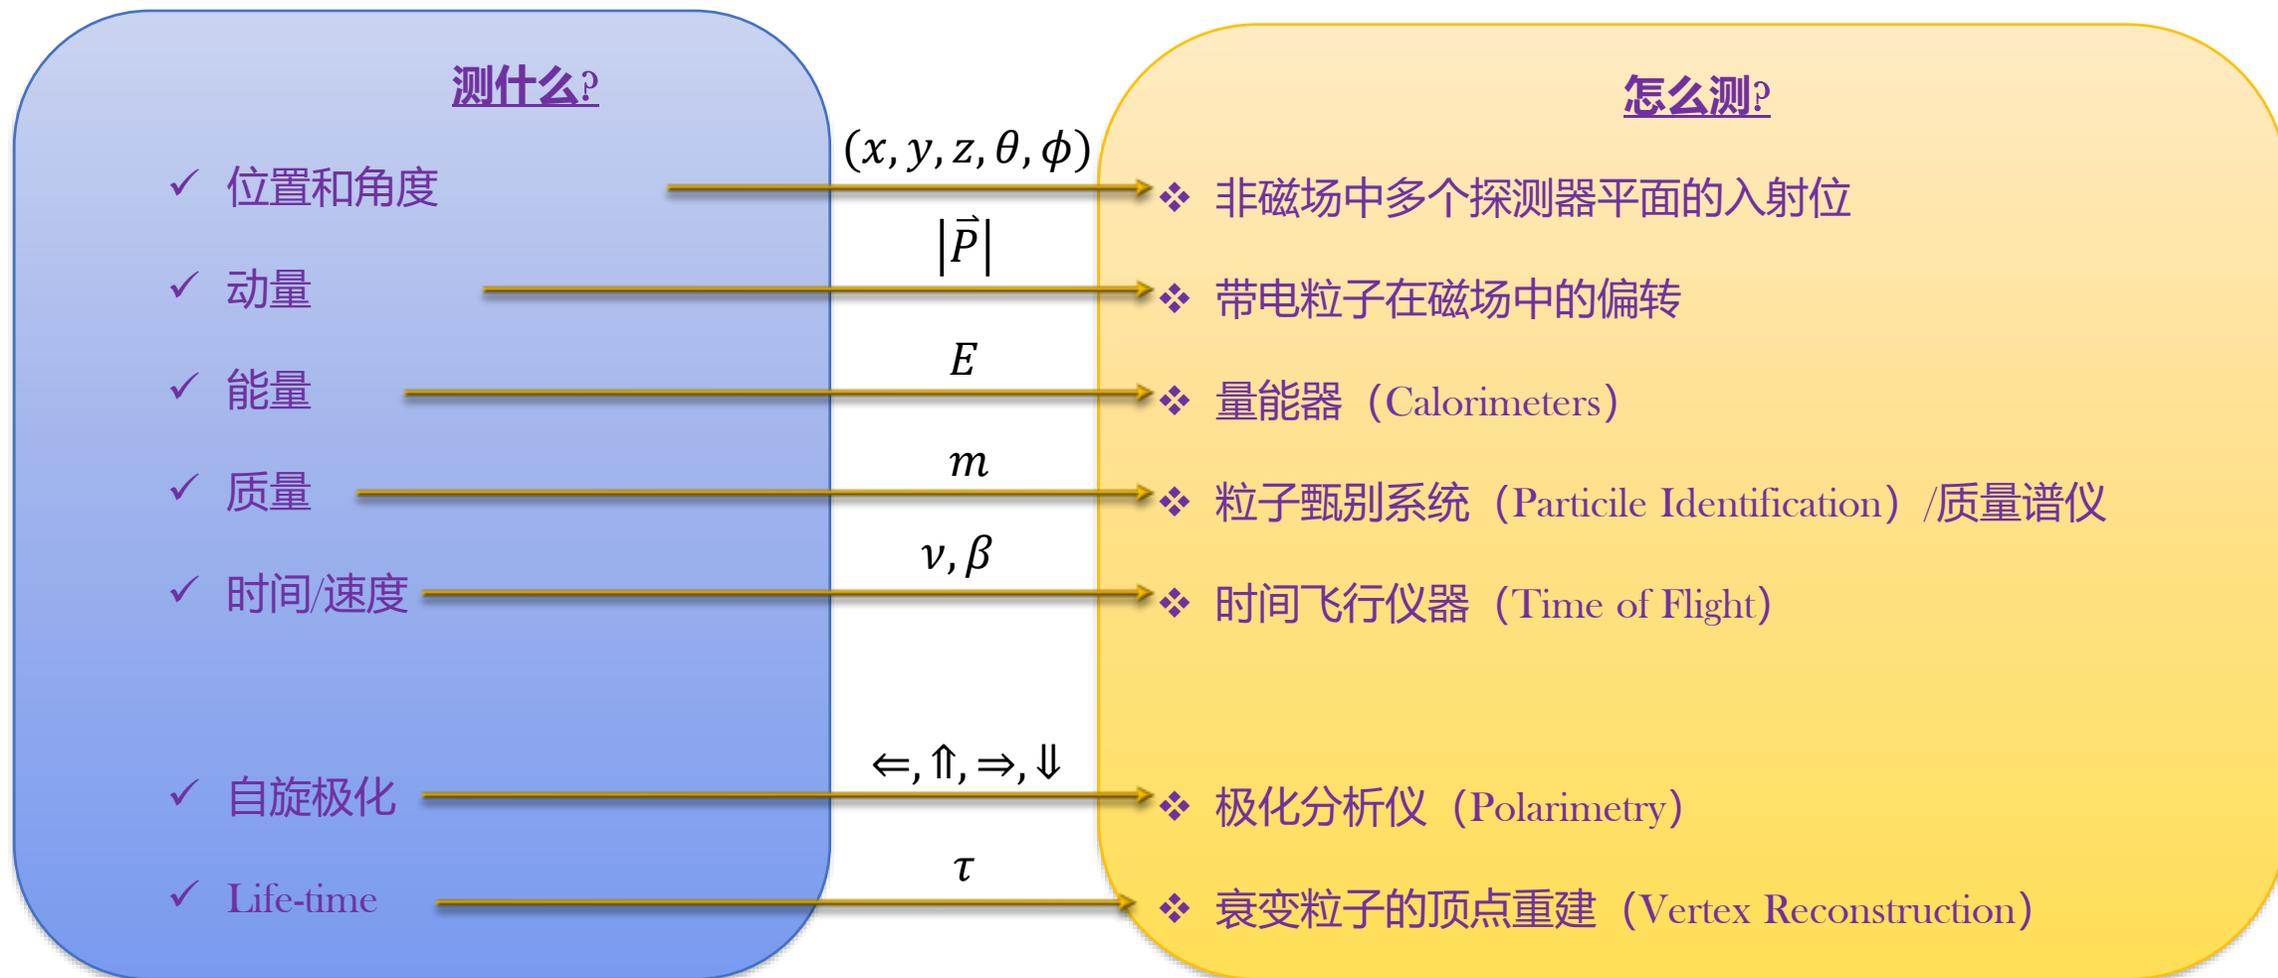 测什么?
怎么测?
✓ 位置和角度
(x, y, z, θ, ϕ)
❖ 非磁场中多个探测器平面的入射位
✓ 动量
|P⃗|
❖ 带电粒子在磁场中的偏转
✓ 能量
E
❖ 量能器（Calorimeters）
✓ 质量
m
❖ 粒子甄别系统（Particile Identification）/质量谱仪
✓ 时间/速度
ν, β
❖ 时间飞行仪器（Time of Flight）
✓ 自旋极化
⇐, ⇑, ⇒, ⇓
❖ 极化分析仪（Polarimetry）
✓ Life-time
τ
❖ 衰变粒子的顶点重建（Vertex Reconstruction）